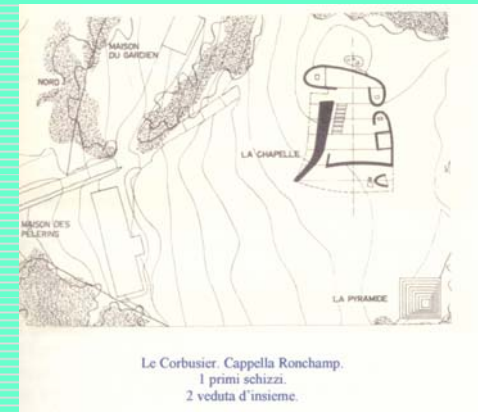 MAISON
DU GARDIEN
NORD
LA CHAPELLE
MAISON DES
PELERINS
LA PYRAMIDE
Le Corbusier. Cappella Ronchamp.
1 primi schizzi.
2 veduta d'insieme.